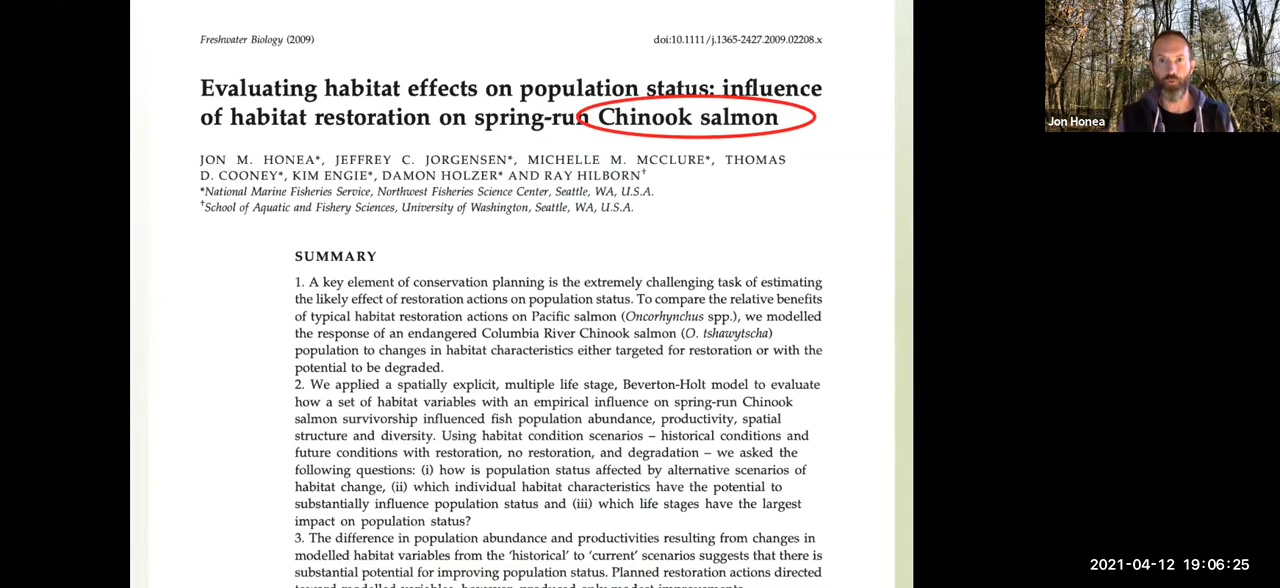 Freshwater Biology (2009)
doi:10.1111/j.1365-2427.2009.02208.x
Evaluating habitat effects on population status: influence
of habitat restoration on spring-run Chinook salmon
JON M. HONEA*, JEFFREY C. JORGENSEN*, MICHELLE M. MCCLURE*, THOMAS
D. COONEY*, KIM ENGIE*, DAMON HOLZER* AND RAY HILBORN†
*National Marine Fisheries Service, Northwest Fisheries Science Center, Seattle, WA, U.S.A.
†School of Aquatic and Fishery Sciences, University of Washington, Seattle, WA, U.S.A.
SUMMARY
1. A key element of conservation planning is the extremely challenging task of estimating
the likely effect of restoration actions on population status. To compare the relative benefits
of typical habitat restoration actions on Pacific salmon (Oncorhynchus spp.), we modelled
the response of an endangered Columbia River Chinook salmon (O. tshawytscha)
population to changes in habitat characteristics either targeted for restoration or with the
potential to be degraded.
2. We applied a spatially explicit, multiple life stage, Beverton-Holt model to evaluate
how a set of habitat variables with an empirical influence on spring-run Chinook
salmon survivorship influenced fish population abundance, productivity, spatial
structure and diversity. Using habitat condition scenarios – historical conditions and
future conditions with restoration, no restoration, and degradation – we asked the
following questions: (i) how is population status affected by alternative scenarios of
habitat change, (ii) which individual habitat characteristics have the potential to
substantially influence population status and (iii) which life stages have the largest
impact on population status?
3. The difference in population abundance and productivities resulting from changes in
modelled habitat variables from the 'historical' to 'current' scenarios suggests that there is
substantial potential for improving population status. Planned restoration actions directed
toward modelled variables, however, produced only modest improvements.
Jon Honea
2021-04-12 19:06:25